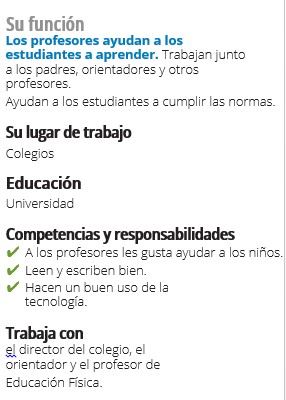 Su función
Los profesores ayudan a los
estudiantes a aprender. Trabajan junto
a los padres, orientadores y otros
profesores.
Ayudan a los estudiantes a cumplir las normas.
Su lugar de trabajo
Colegios
Educación
Universidad
Competencias y responsabilidades
✔ A los profesores les gusta ayudar a los niños.
✔ Leen y escriben bien.
✔ Hacen un buen uso de la
tecnología.
Trabaja con
el director del colegio, el
orientador y el profesor de
Educación Física.